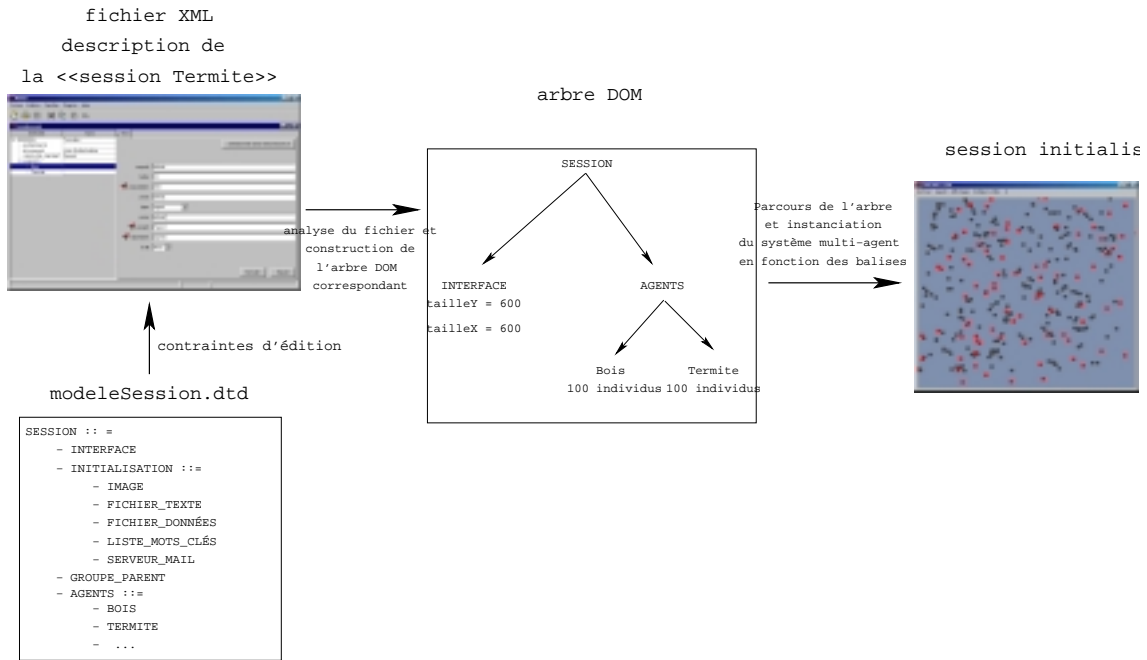 fichier XML
description de
la <<session Termite>>
contraintes d'édition
modeleSession.dtd
SESSION :: =
- INTERFACE
- INITIALISATION ::=
- IMAGE
- FICHIER_TEXTE
- FICHIER_DONNÉES
- LISTE_MOTS_CLÉS
- SERVEUR_MAIL
- GROUPE_PARENT
- AGENTS ::=
- BOIS
- TERMITE
- ...
analyse du fichier et
construction de
l'arbre DOM
correspondant
arbre DOM
SESSION
INTERFACE
tailleY = 600
tailleX = 600
AGENTS
Bois
100 individus
Termite
100 individus
Parcours de l'arbre
et instanciation
du système multi-agent
en fonction des balises
session initialis